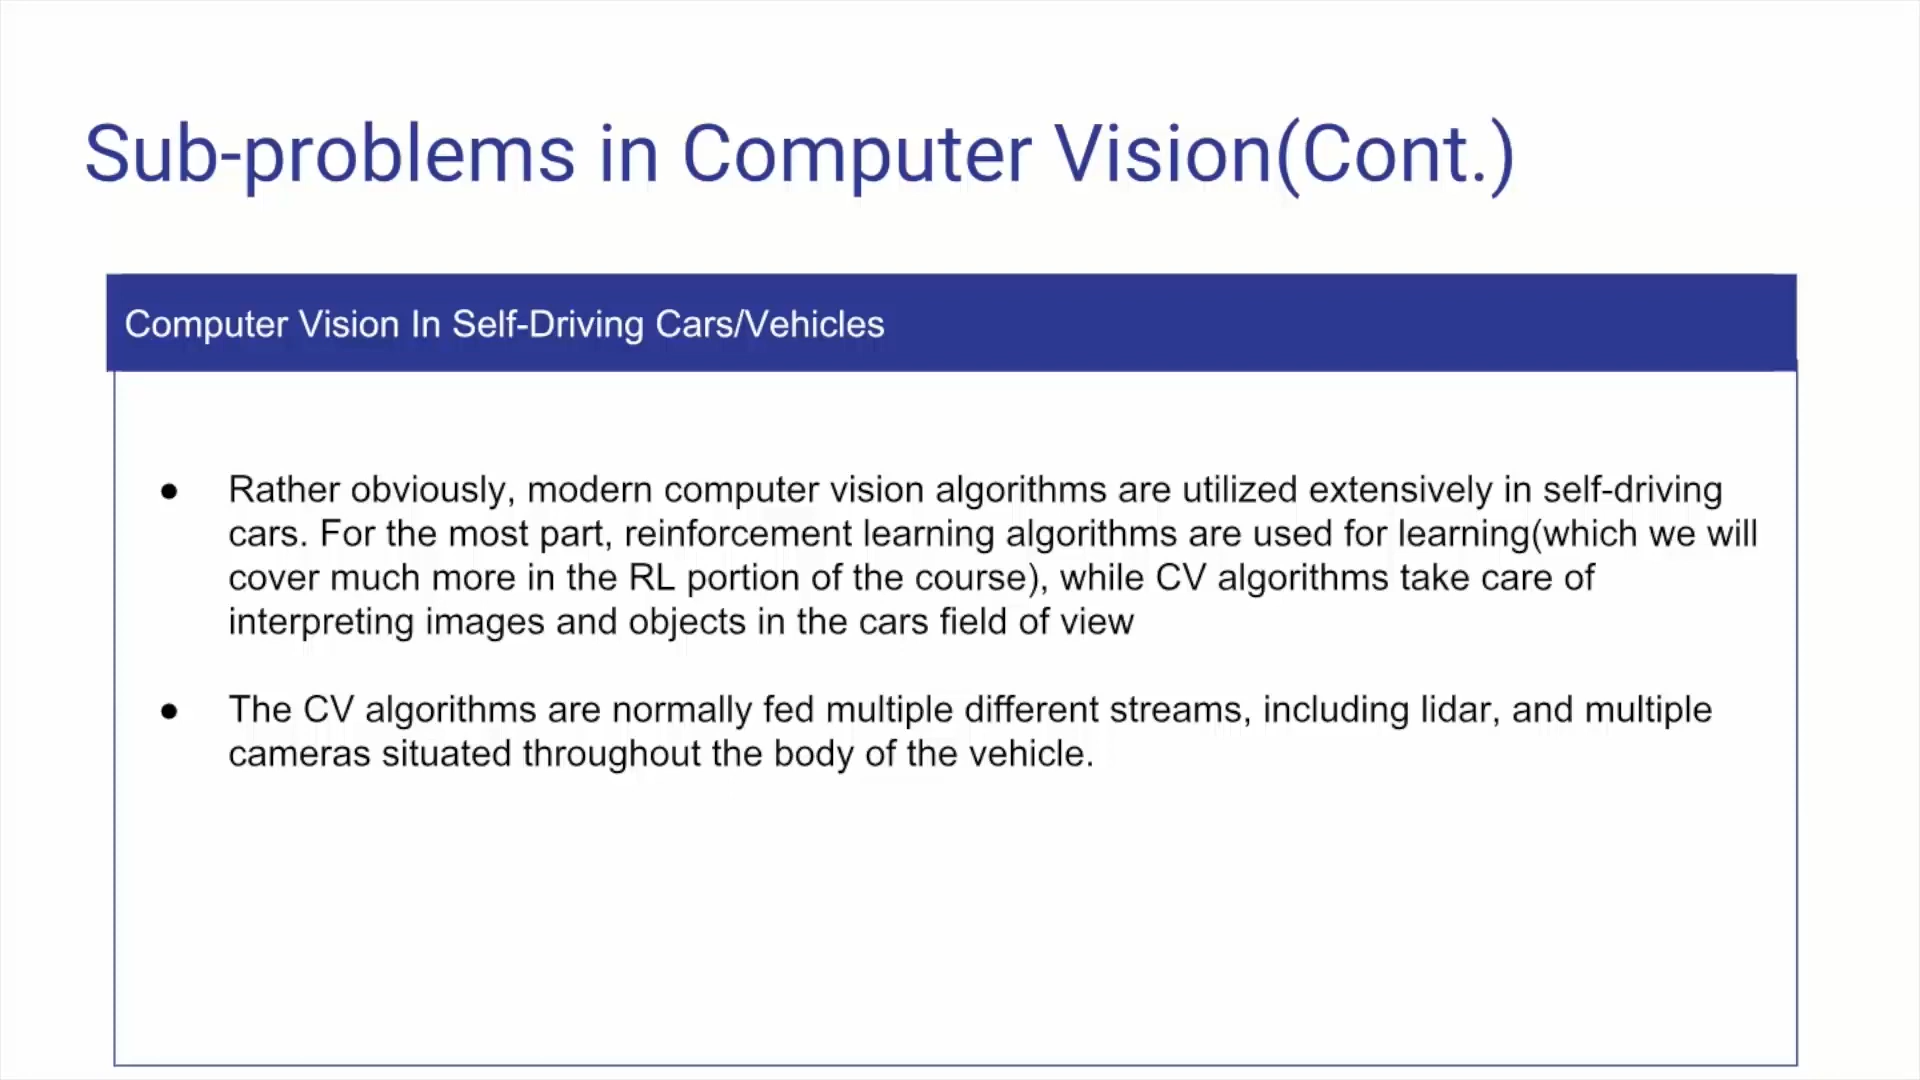 Sub-problems in Computer Vision(Cont.)
Computer Vision In Self-Driving Cars/Vehicles
● Rather obviously, modern computer vision algorithms are utilized extensively in self-driving
cars. For the most part, reinforcement learning algorithms are used for learning(which we will
cover much more in the RL portion of the course), while CV algorithms take care of
interpreting images and objects in the cars field of view
● The CV algorithms are normally fed multiple different streams, including lidar, and multiple
cameras situated throughout the body of the vehicle.